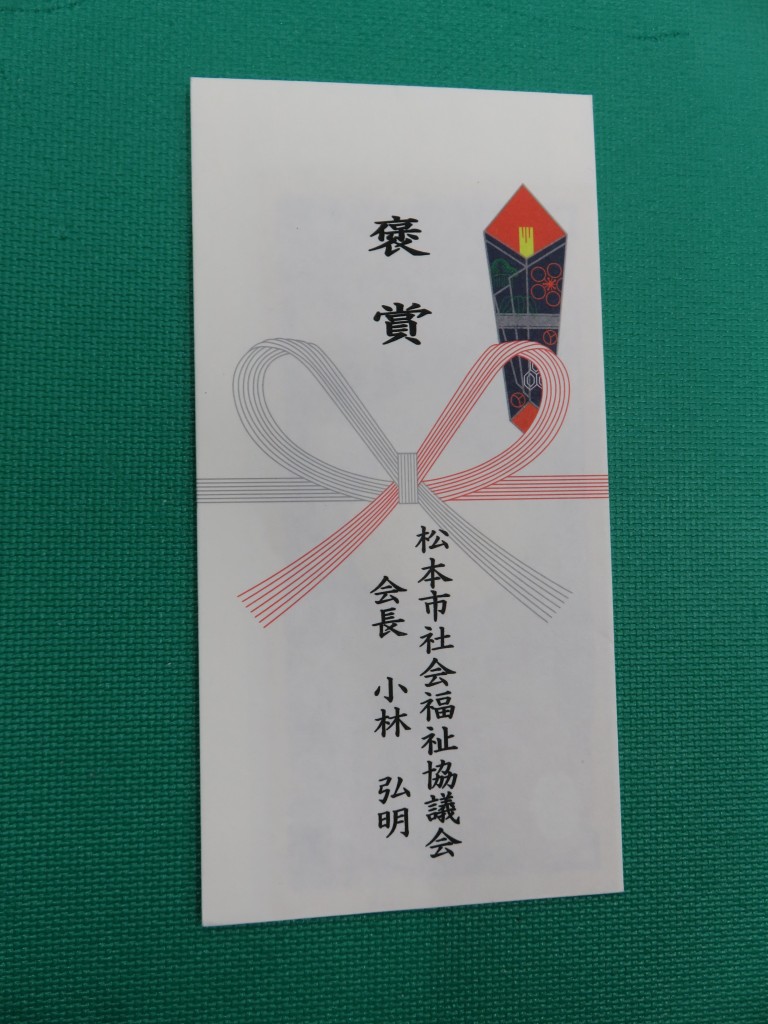 褒賞
松本市社会福祉協議会
会長 小林 弘明